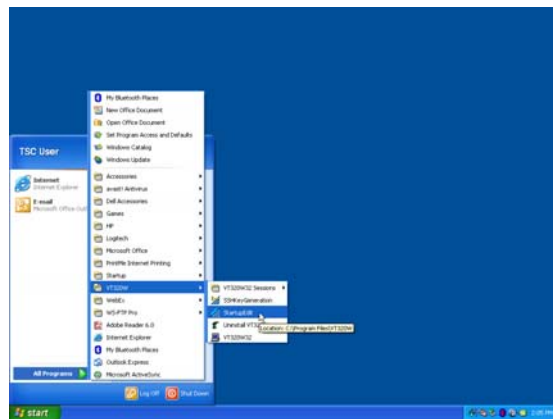 My Bluetooth Places
New Office Document
Open Office Document
Set Program Access and Defaults
Windows Catalog
Windows Update
TSC User
Internet
Internet Explorer
E-mail
Microsoft Office Out
Accessories
avast! Antivirus
Dell Accessories
Games
HP
Logitech
Microsoft Office
PrintMe Internet Printing
Startup
VT320W
WebEx
WS-FTP Pro
Adobe Reader 6.0
Internet Explorer
My Bluetooth Places
Outlook Express
Microsoft ActiveSync
VT320W32 Sessions
SSHKeyGeneration
StartupEdit
Uninstall VT32
Location: C:\Program Files\VT320W
VT320W32
All Programs
Log Off
Shut Down
start
2:05 PM